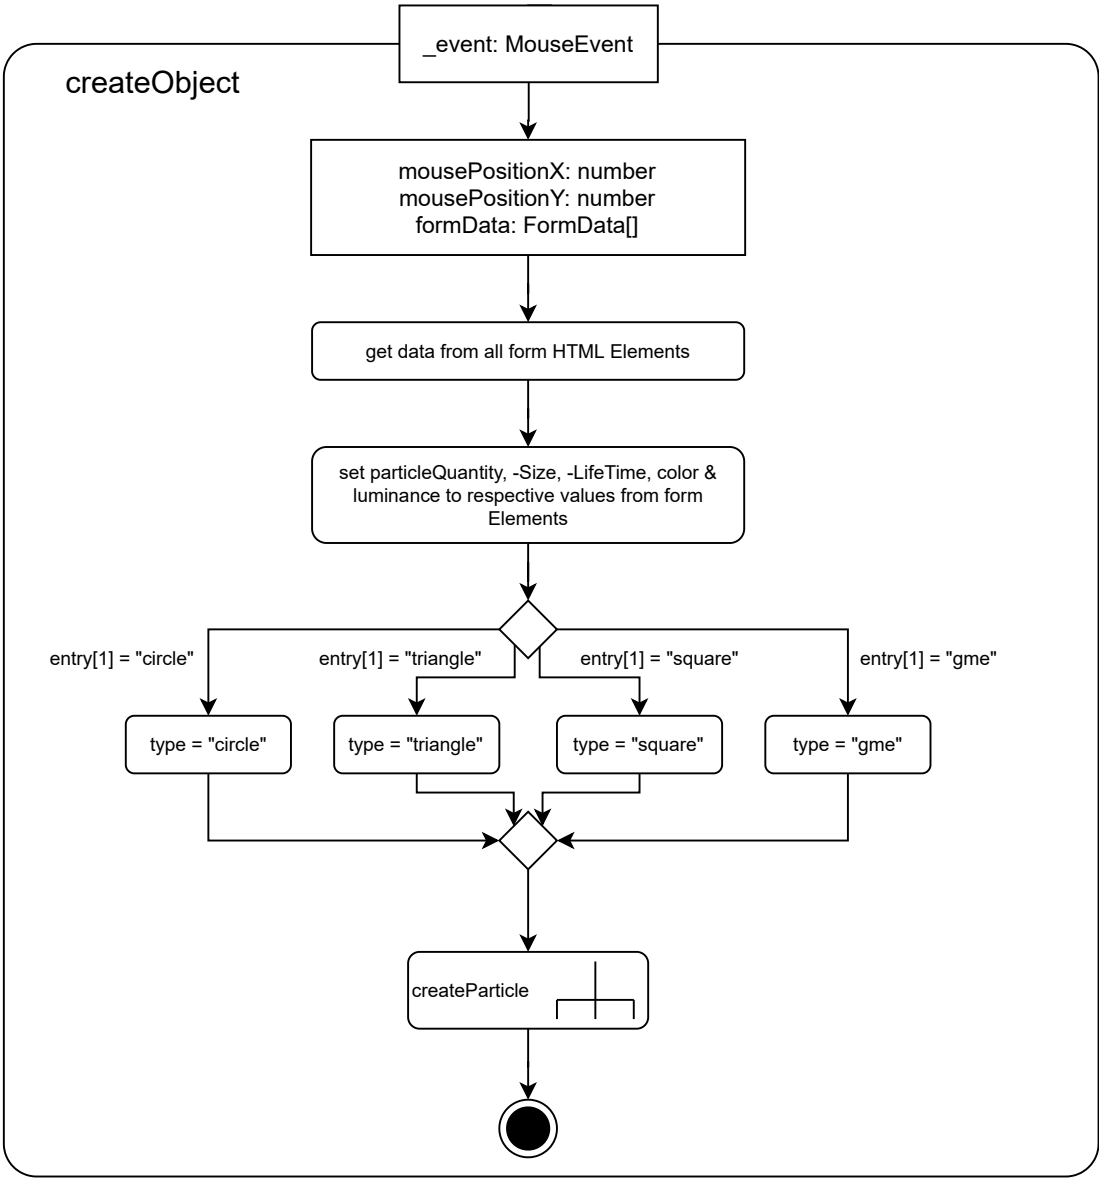 _event: MouseEvent
createObject
mousePositionX: number
mousePositionY: number
formData: FormData[]
get data from all form HTML Elements
set particleQuantity, -Size, -LifeTime, color &
luminance to respective values from form
Elements
entry[1] = "circle"
entry[1] = "triangle"
entry[1] = "square"
entry[1] = "gme"
type = "circle"
type = "triangle"
type = "square"
type = "gme"
createParticle